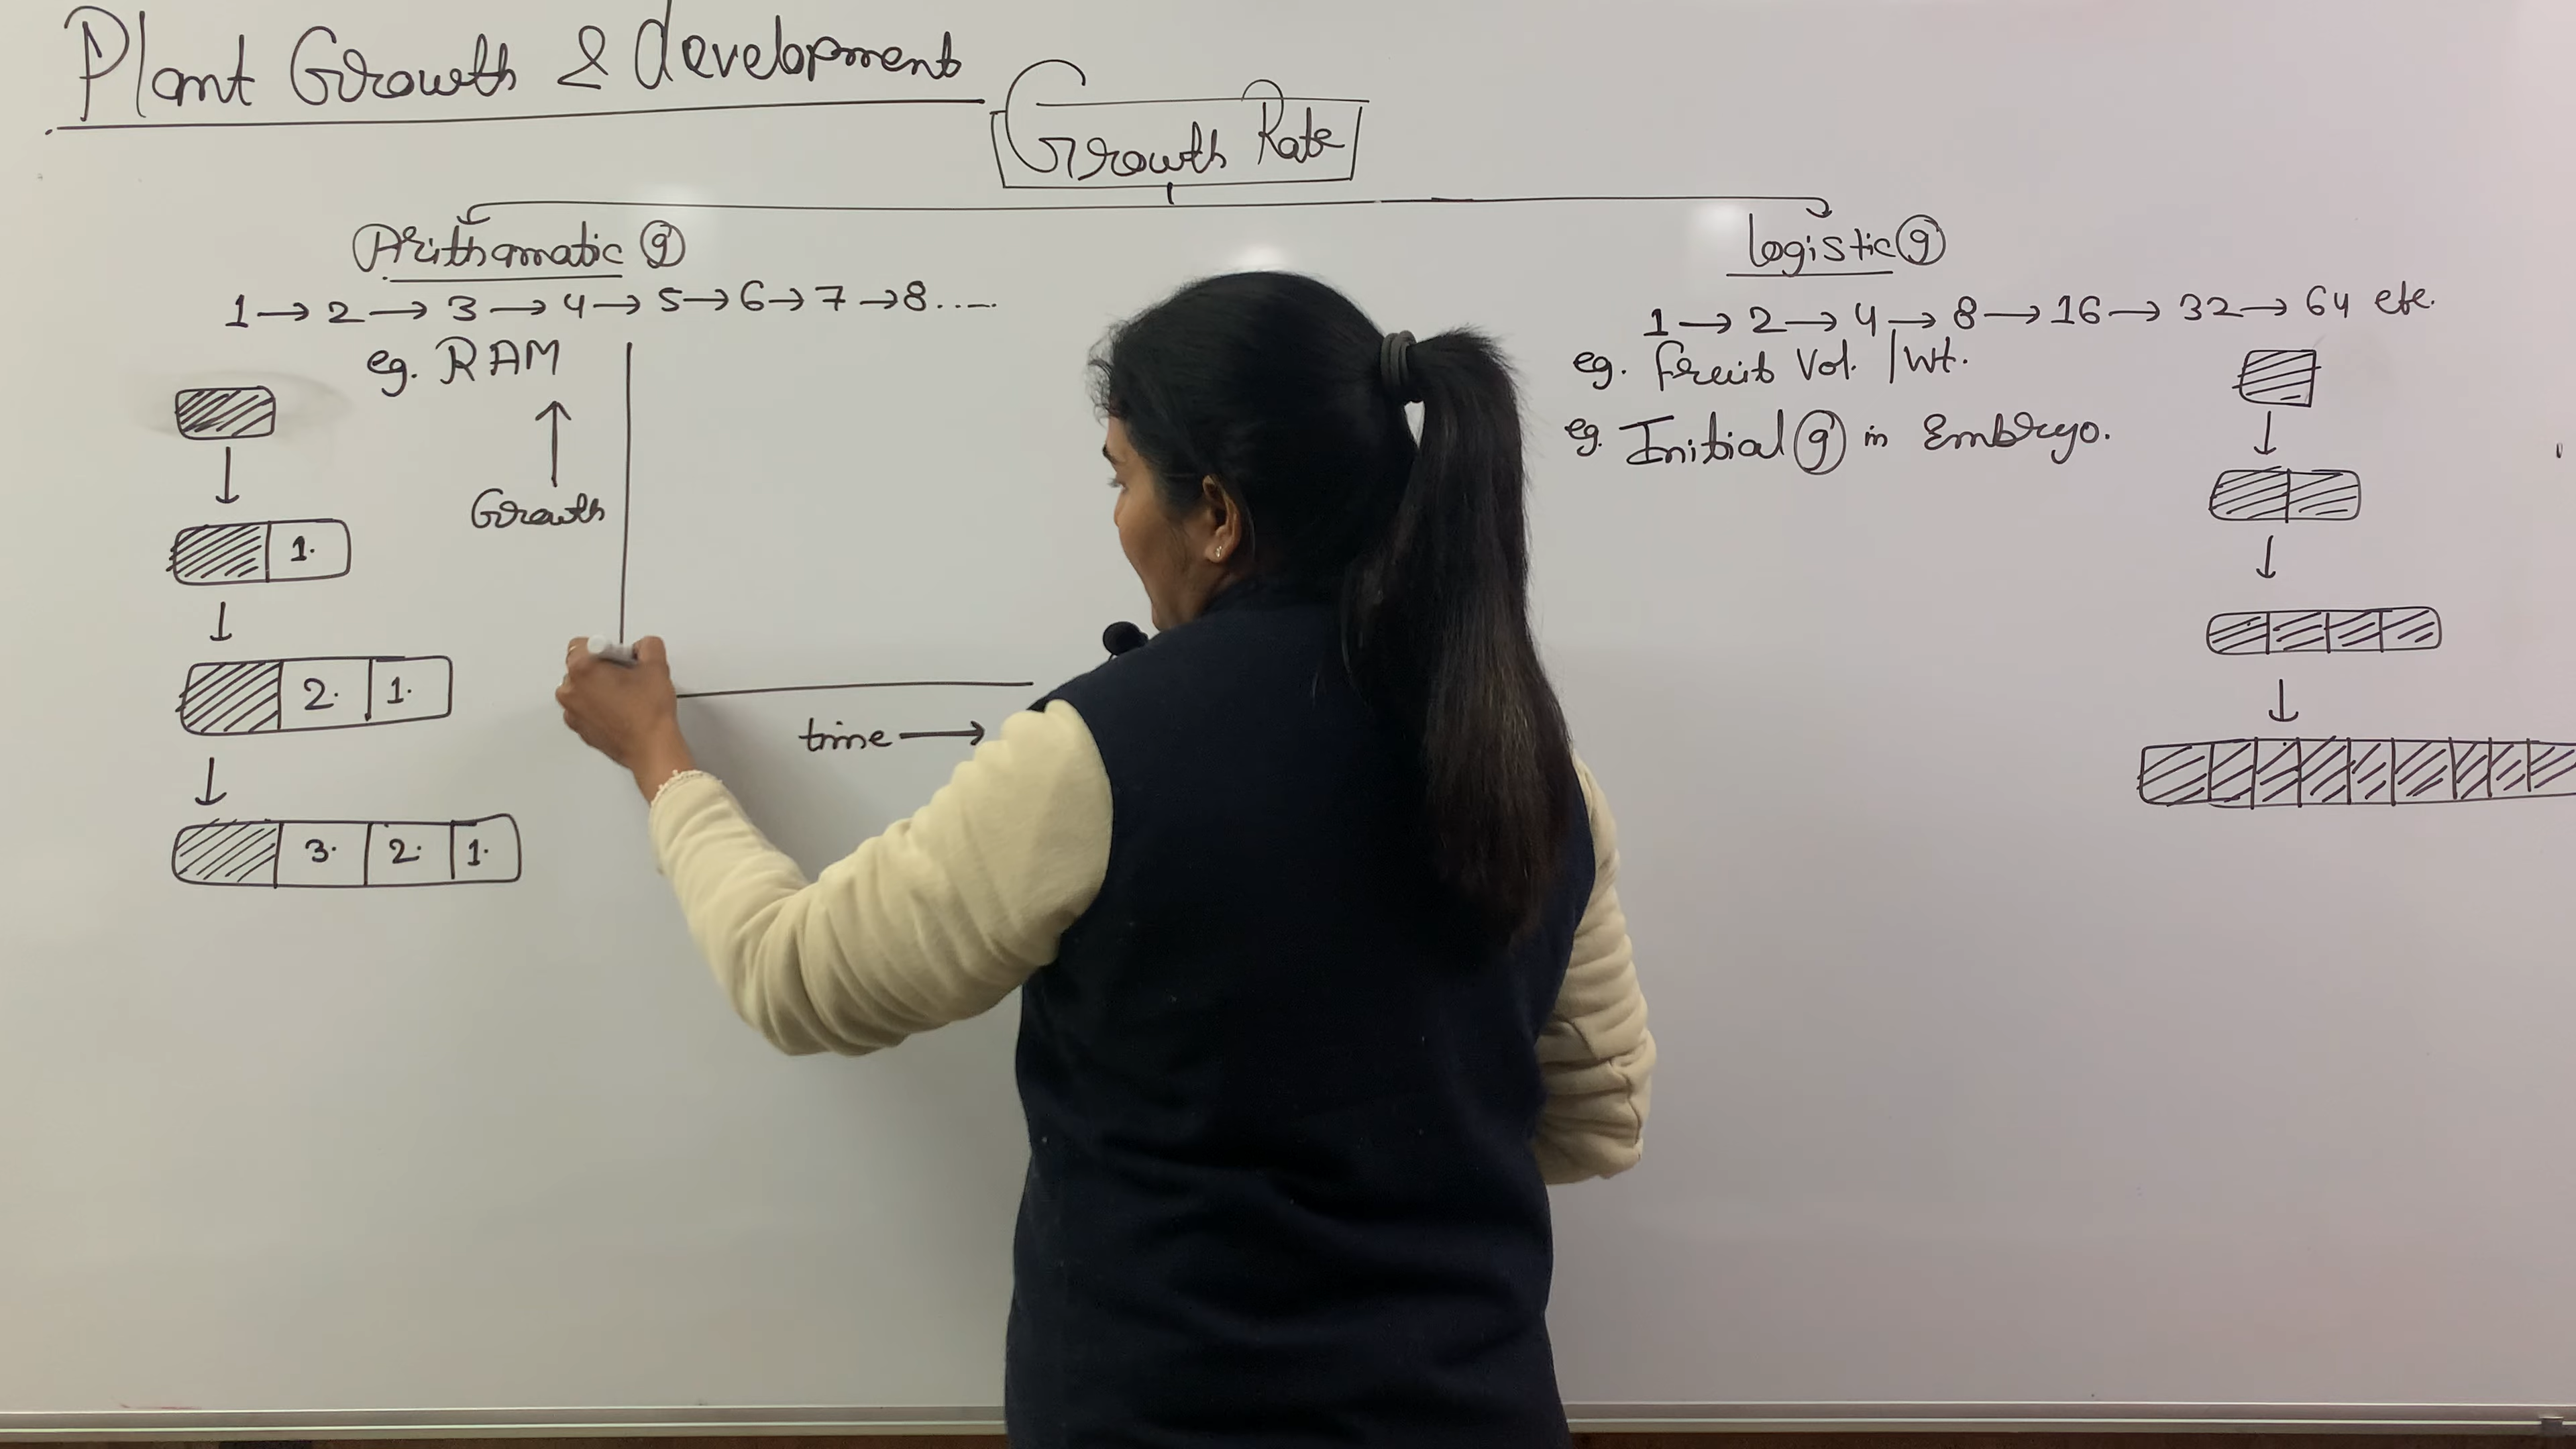 Plant Growth & development
Growth Rate
Arithamatic g
1 → 2 → 3 → 4 → 5 → 6 → 7 → 8.....
eg. RAM
Growth
time →
1.
2. 1.
3. 2. 1.
logistic g
1 → 2 → 4 → 8 → 16 → 32 → 64 etc.
eg. fruit Vol. / Wt.
eg. Initial g in Embryo.